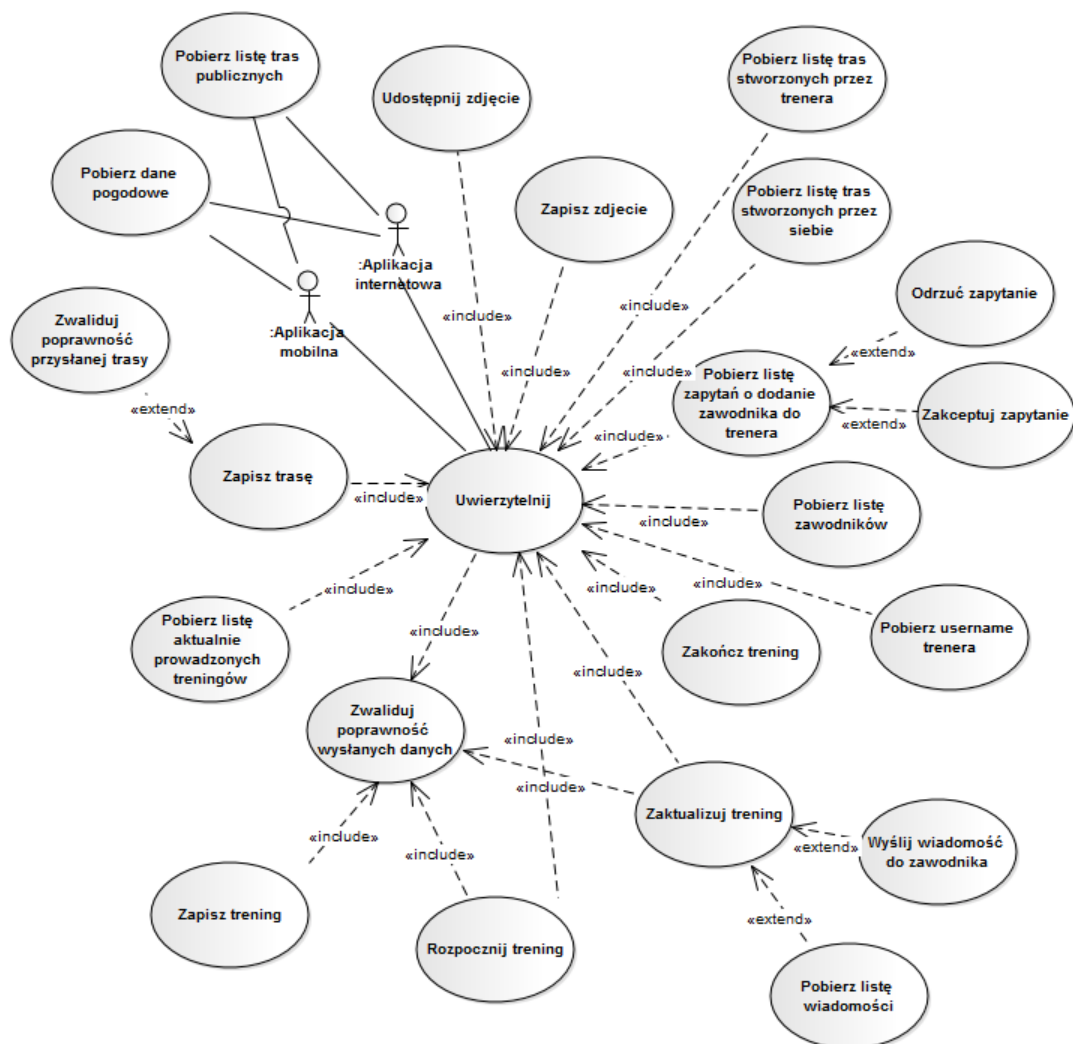 Pobierz listę tras
publicznych
Udostępnij zdjęcie
Pobierz listę tras
stworzonych przez
trenera
Pobierz dane
pogodowe
Zapisz zdjecie
Pobierz listę tras
stworzonych przez
siebie
:Aplikacja
internetowa
:Aplikacja
mobilna
Odrzuć zapytanie
Zwaliduj
poprawność
przysłanej trasy
«include»
«include»
«include»
«include»
«extend»
Pobierz listę
zapytań o dodanie
zawodnika do
trenera
Zakceptuj zapytanie
«extend»
«extend»
«include»
Zapisz trasę
«include»
Uwierzytelnij
Pobierz listę
zawodników
«include»
«include»
«include»
«include»
Pobierz listę
aktualnie
prowadzonych
treningów
«include»
Zakończ trening
Pobierz username
trenera
«include»
Zwaliduj
poprawność
wysłanych danych
«include»
«include»
Zaktualizuj trening
«include»
«include»
«extend»
Wyślij wiadomość
do zawodnika
Zapisz trening
Rozpocznij trening
«extend»
Pobierz listę
wiadomości